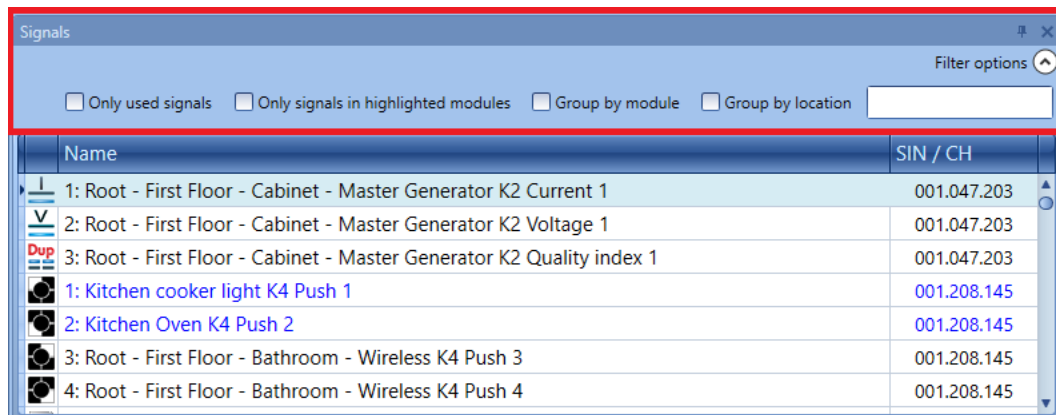 Signals
Filter options
Only used signals Only signals in highlighted modules Group by module Group by location
Name SIN / CH
1: Root - First Floor - Cabinet - Master Generator K2 Current 1 001.047.203
V 2: Root - First Floor - Cabinet - Master Generator K2 Voltage 1 001.047.203
Dup 3: Root - First Floor - Cabinet - Master Generator K2 Quality index 1 001.047.203
1: Kitchen cooker light K4 Push 1 001.208.145
2: Kitchen Oven K4 Push 2 001.208.145
3: Root - First Floor - Bathroom - Wireless K4 Push 3 001.208.145
4: Root - First Floor - Bathroom - Wireless K4 Push 4 001.208.145